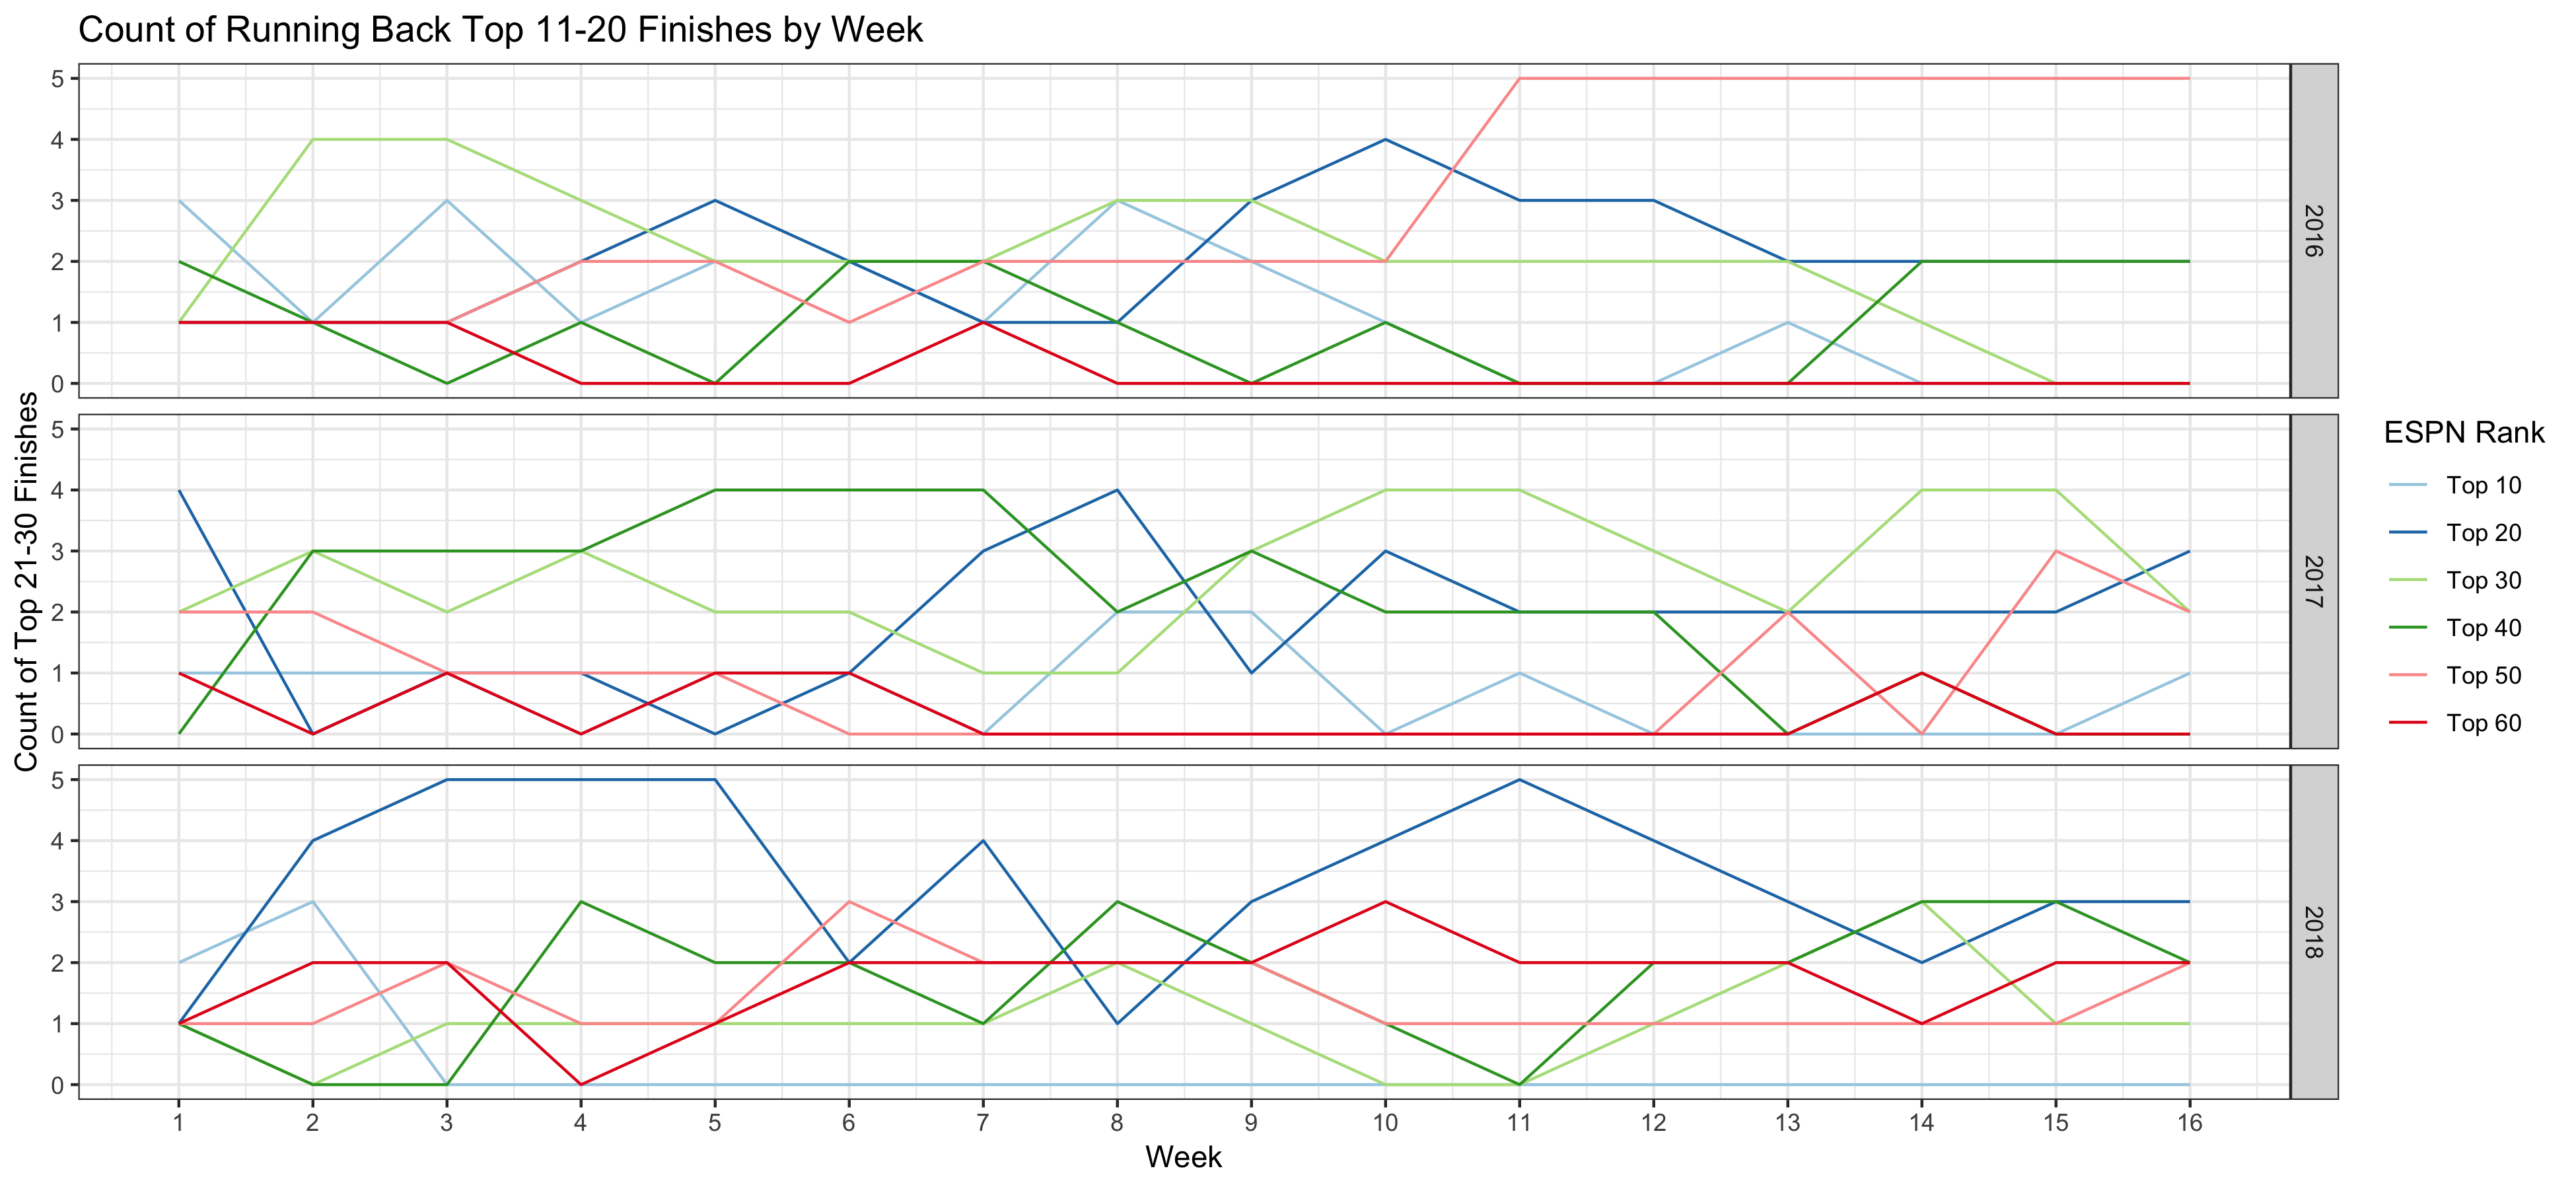 Count of Running Back Top 11-20 Finishes by Week
Count of Top 21-30 Finishes
5
4
3
2
1
0
2016
5
4
3
2
1
0
2017
5
4
3
2
1
0
2018
1 2 3 4 5 6 7 8 9 10 11 12 13 14 15 16
Week
ESPN Rank
Top 10
Top 20
Top 30
Top 40
Top 50
Top 60